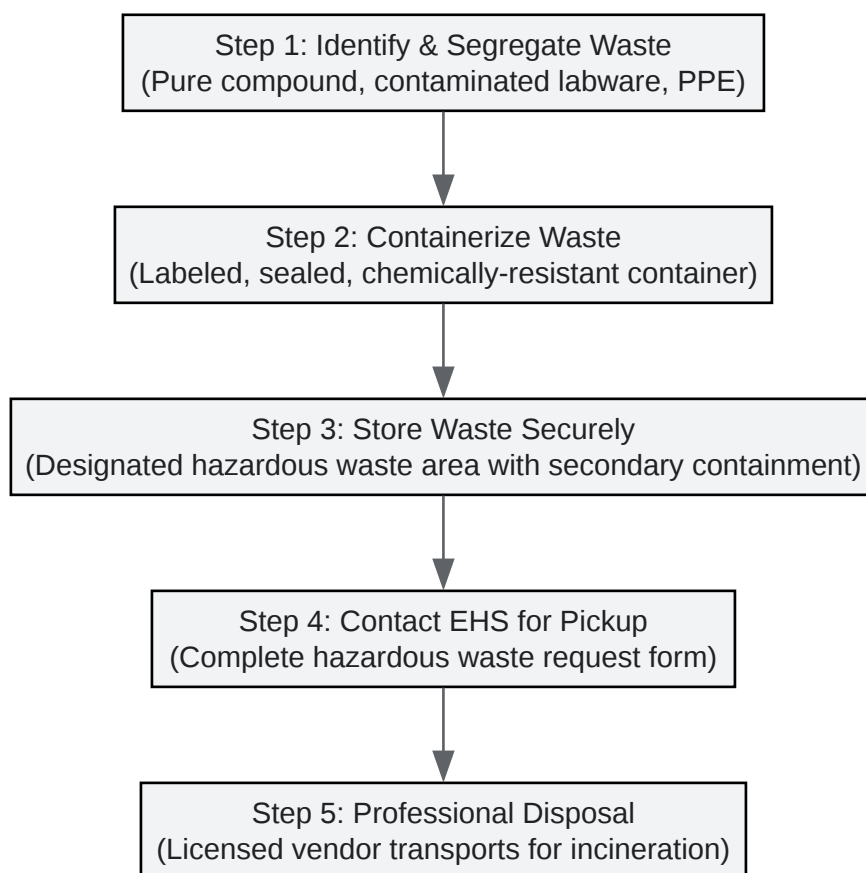 Step 1: Identify & Segregate Waste
(Pure compound, contaminated labware, PPE)
Step 2: Containerize Waste
(Labeled, sealed, chemically-resistant container)
Step 3: Store Waste Securely
(Designated hazardous waste area with secondary containment)
Step 4: Contact EHS for Pickup
(Complete hazardous waste request form)
Step 5: Professional Disposal
(Licensed vendor transports for incineration)